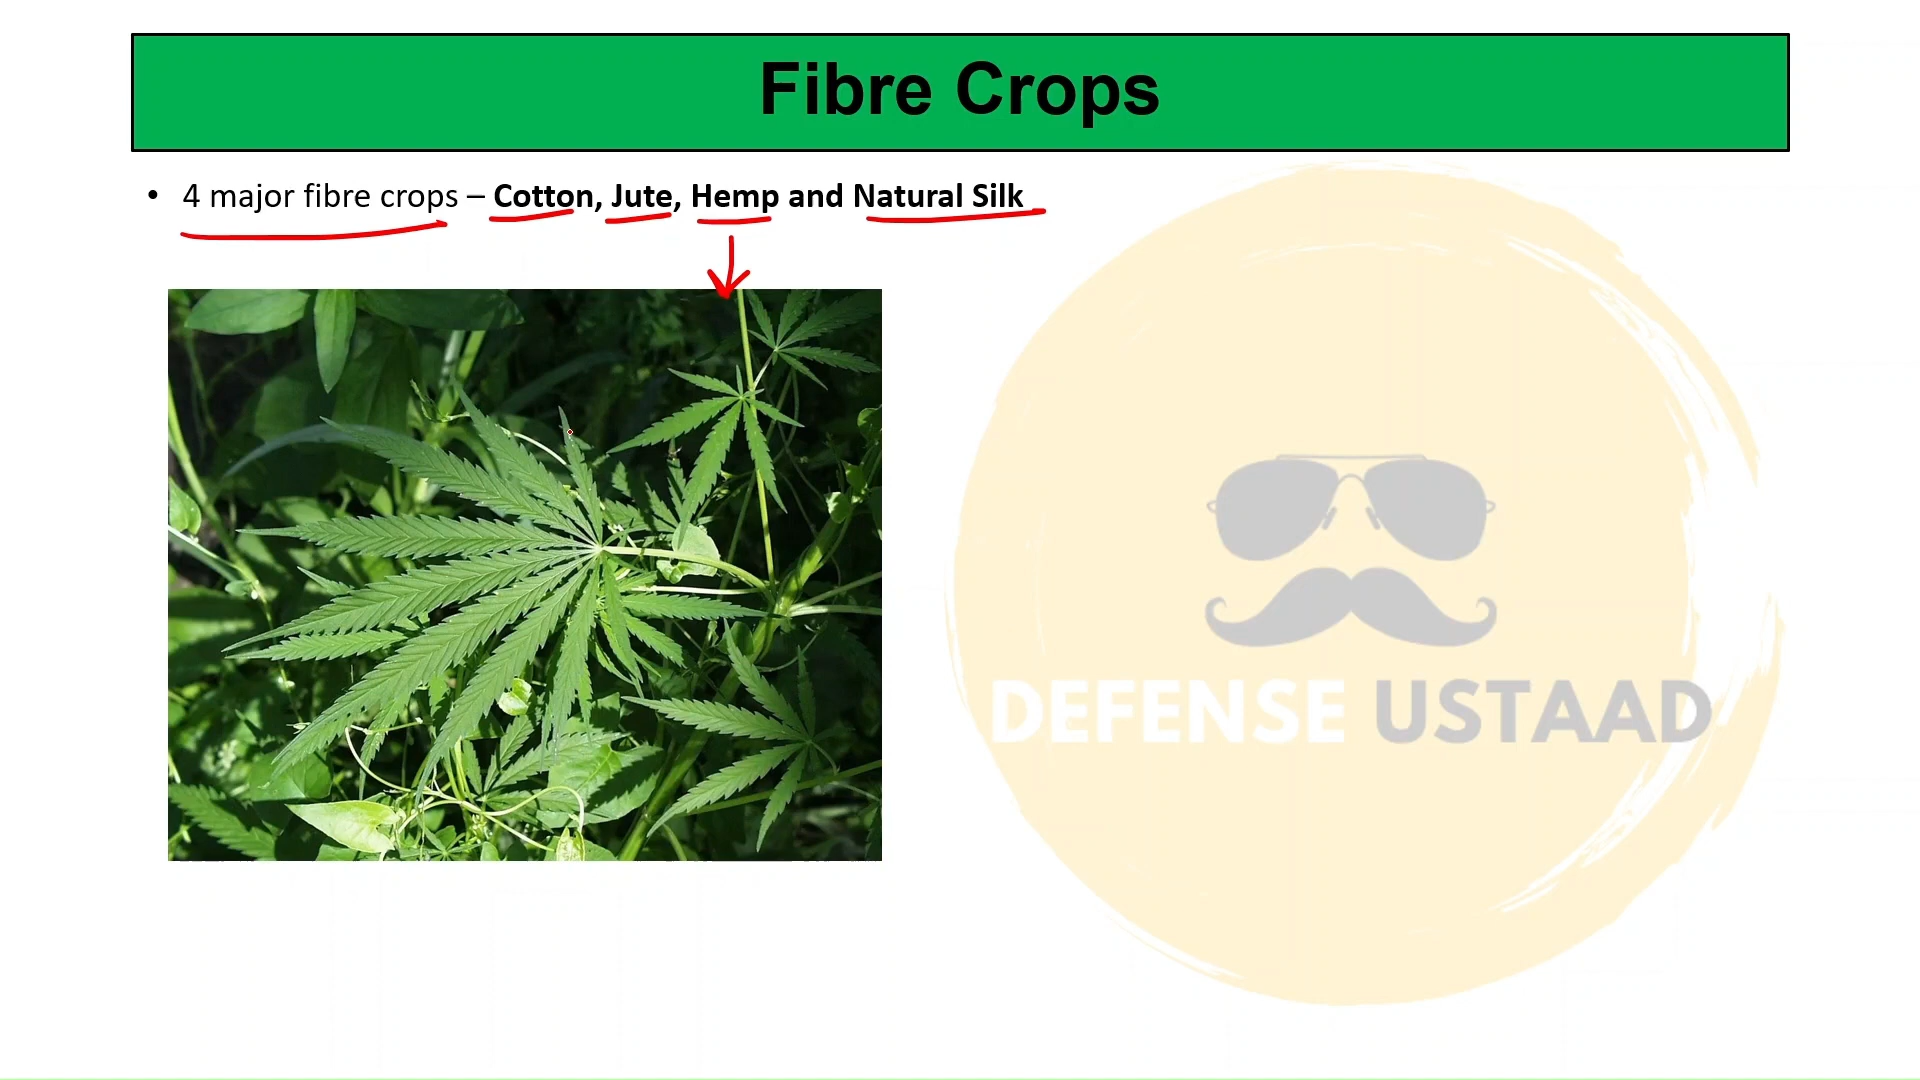 Fibre Crops
• 4 major fibre crops – Cotton, Jute, Hemp and Natural Silk
DEFENSE USTAAD